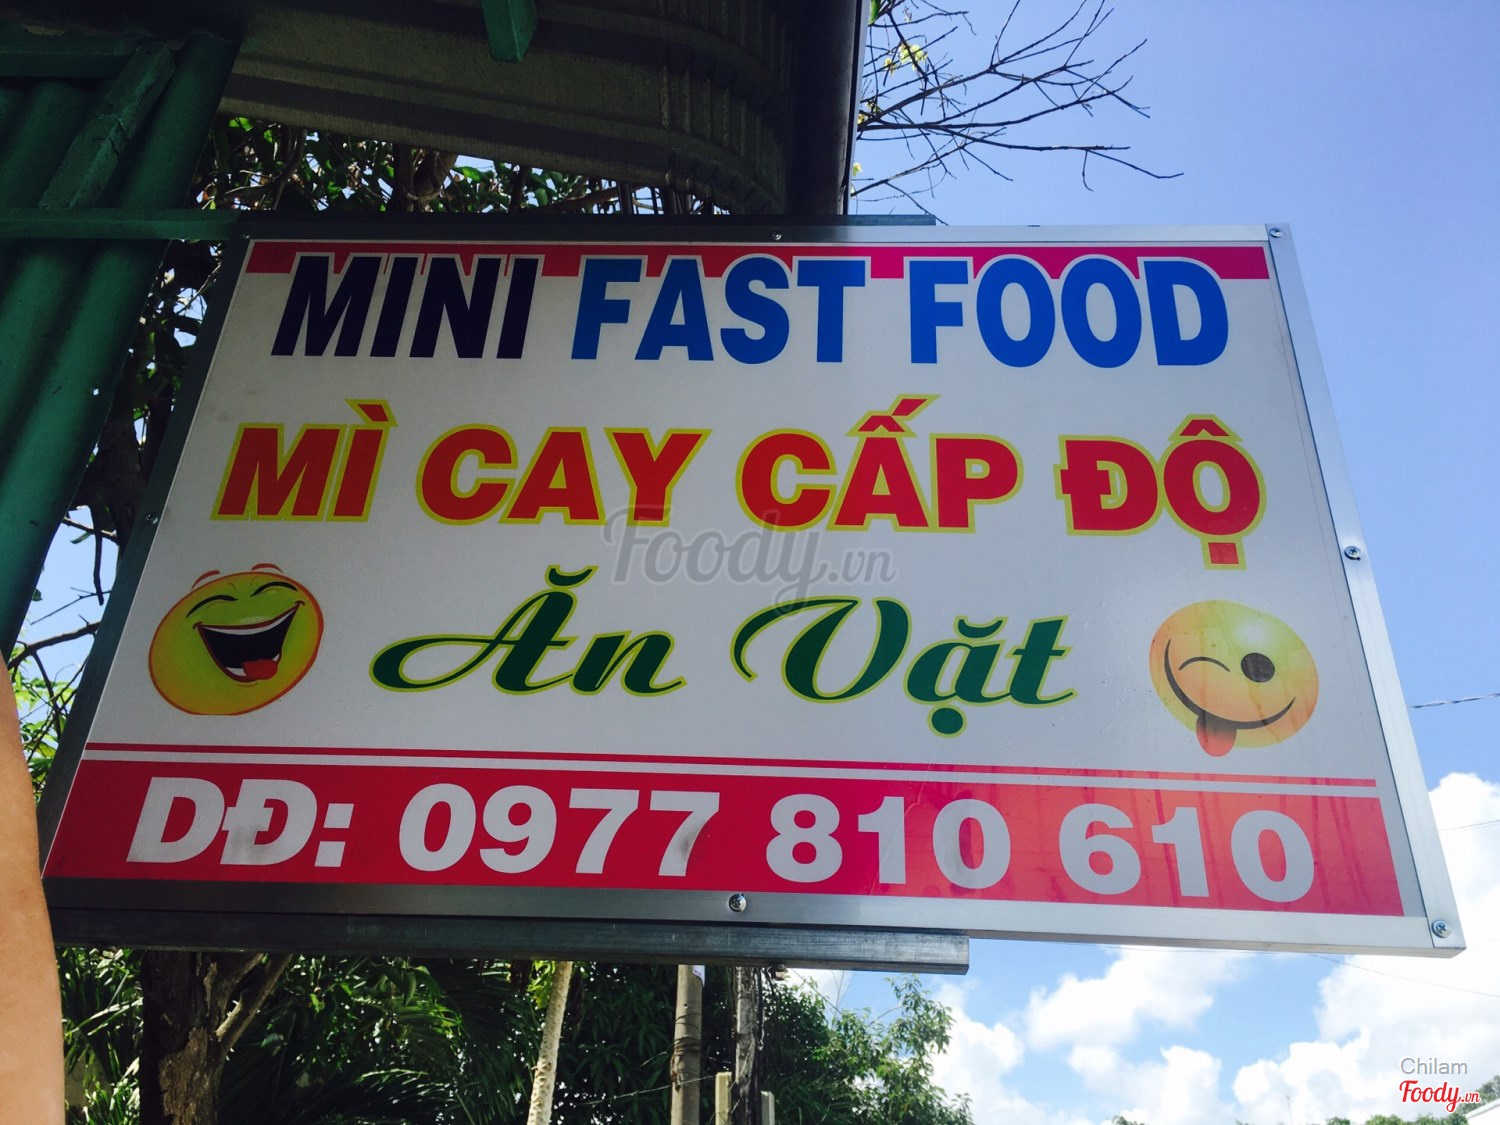 MINI FAST FOOD
MÌ CAY CẤP ĐỘ
Foody.vn
Ăn Vặt
DĐ: 0977 810 610
Chilam
Foody.vn